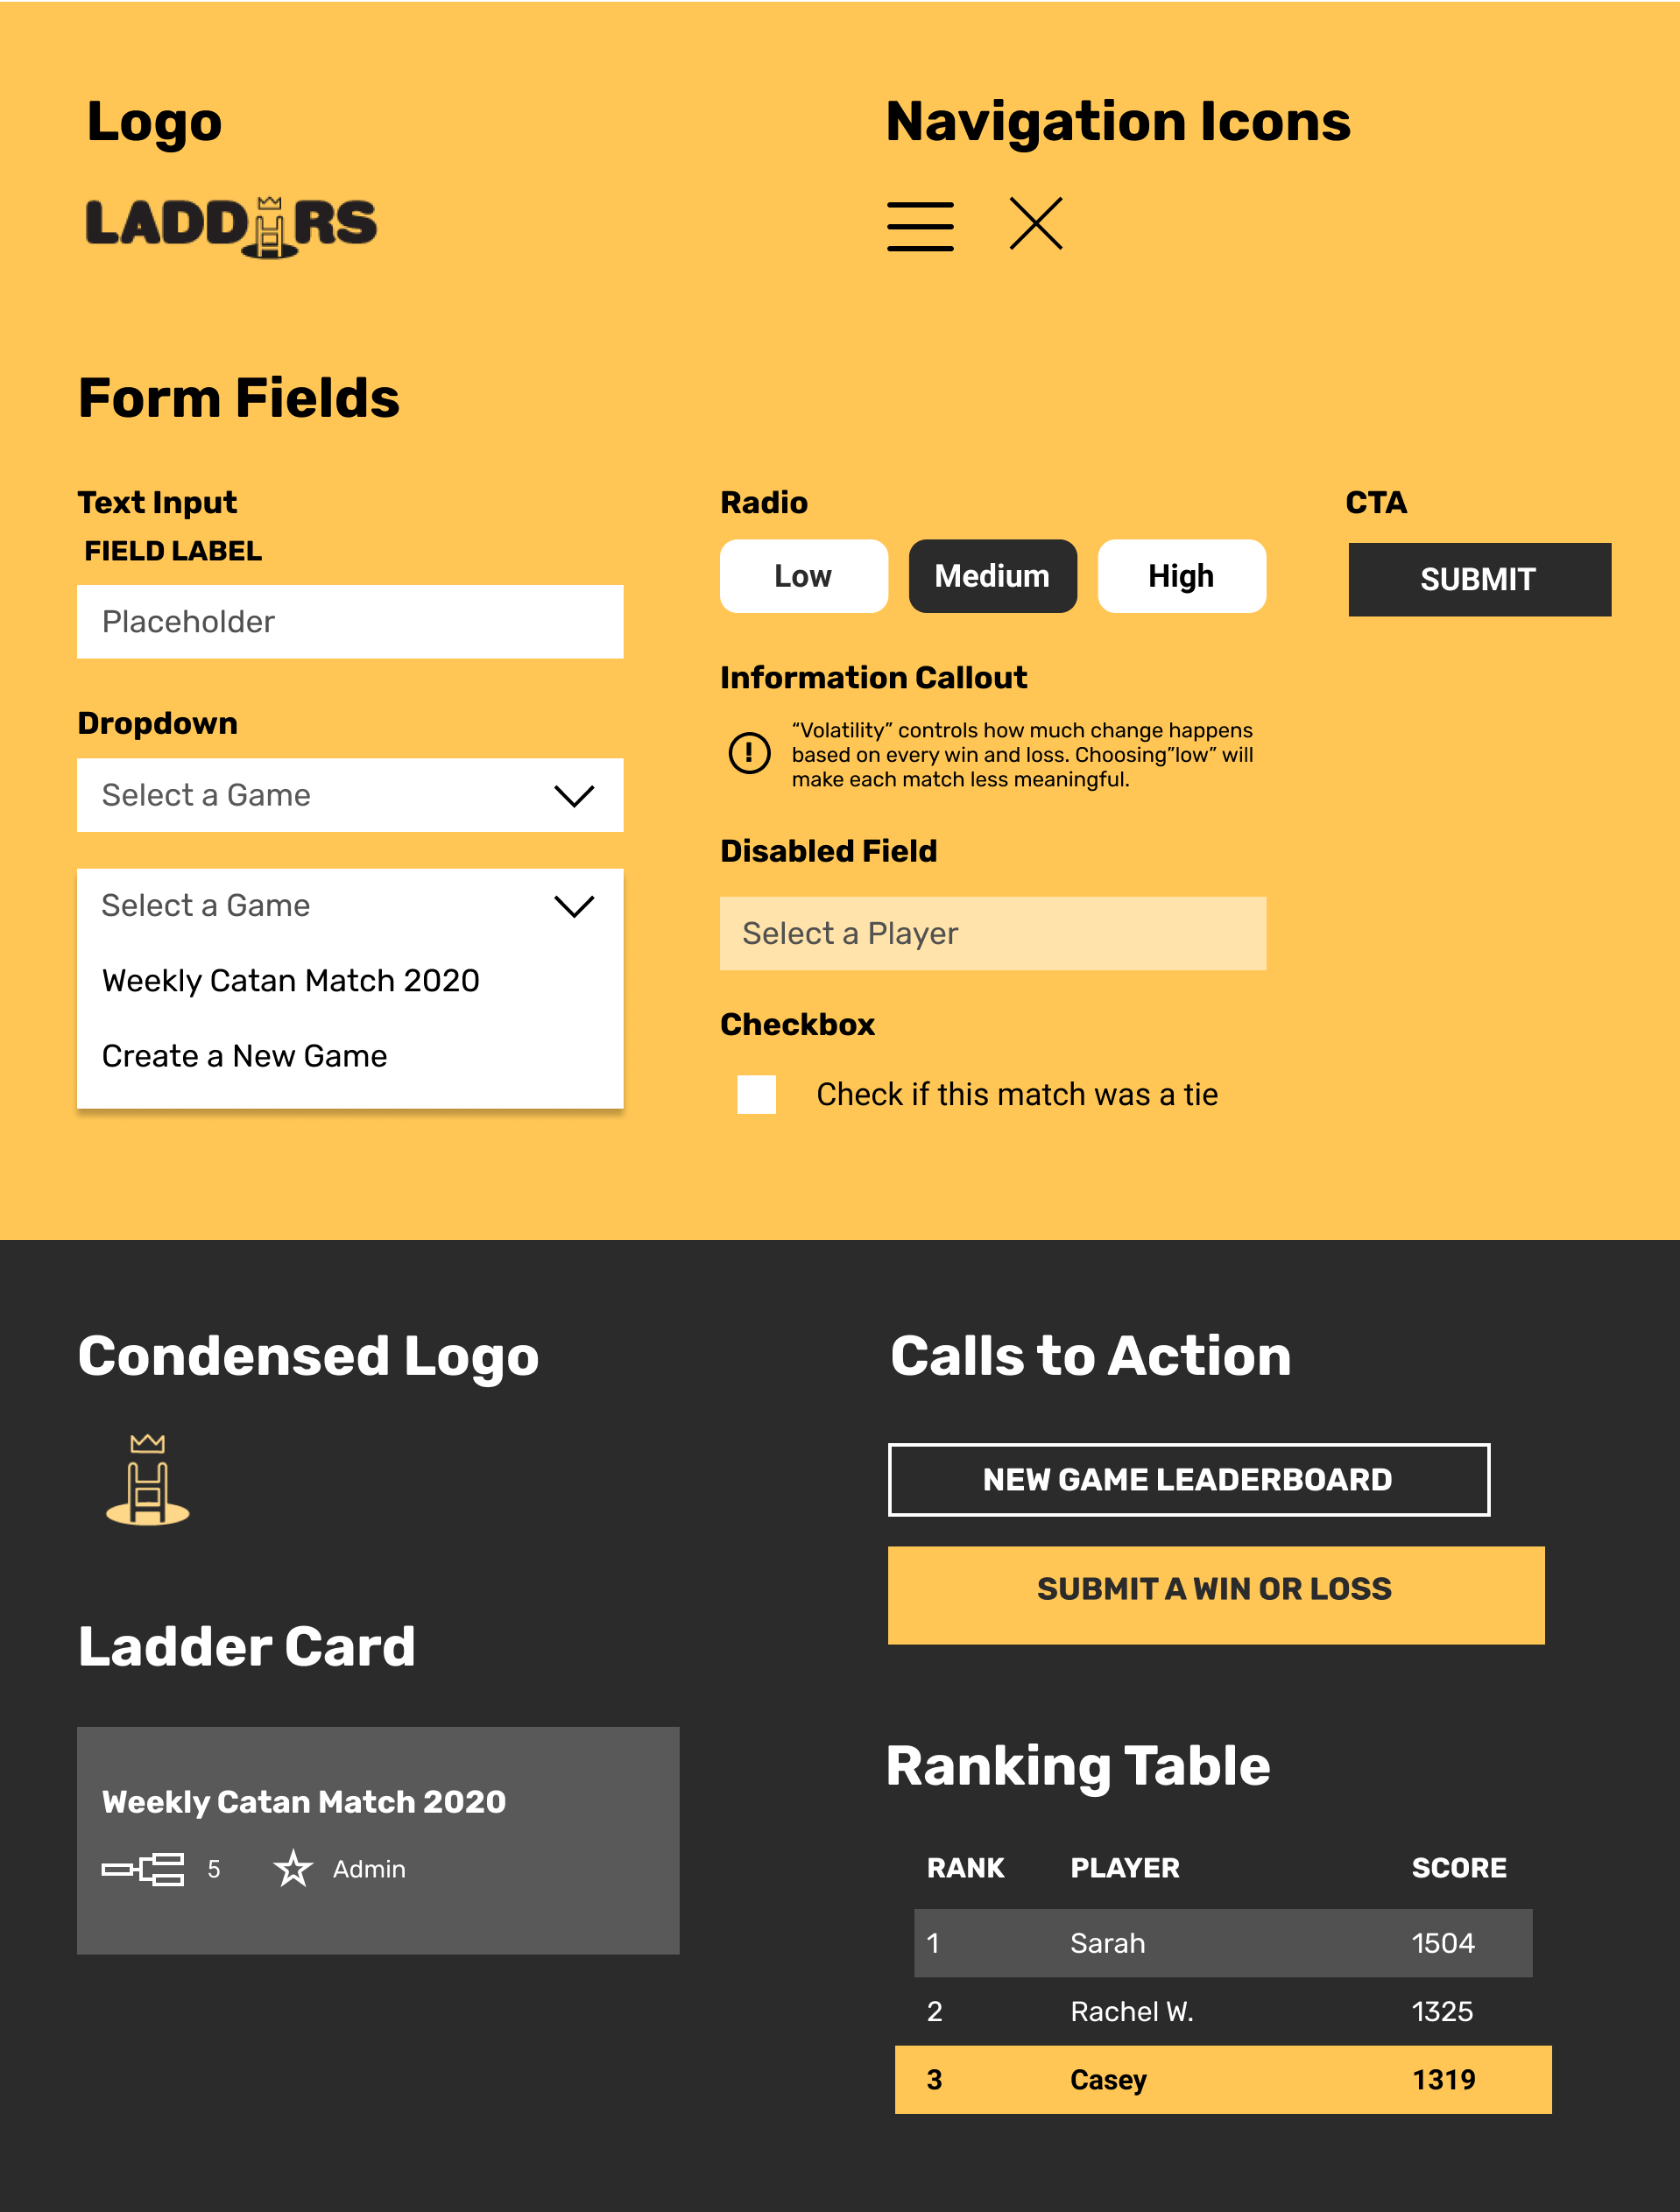 Logo
Navigation Icons
LADDERS
Form Fields
Text Input
FIELD LABEL
Placeholder
Dropdown
Select a Game
Select a Game
Weekly Catan Match 2020
Create a New Game
Radio
Low
Medium
High
CTA
SUBMIT
Information Callout
“Volatility” controls how much change happens
based on every win and loss. Choosing”low” will
make each match less meaningful.
Disabled Field
Select a Player
Checkbox
Check if this match was a tie
Condensed Logo
Calls to Action
NEW GAME LEADERBOARD
SUBMIT A WIN OR LOSS
Ladder Card
Weekly Catan Match 2020
5 Admin
Ranking Table
RANK PLAYER SCORE
1 Sarah 1504
2 Rachel W. 1325
3 Casey 1319